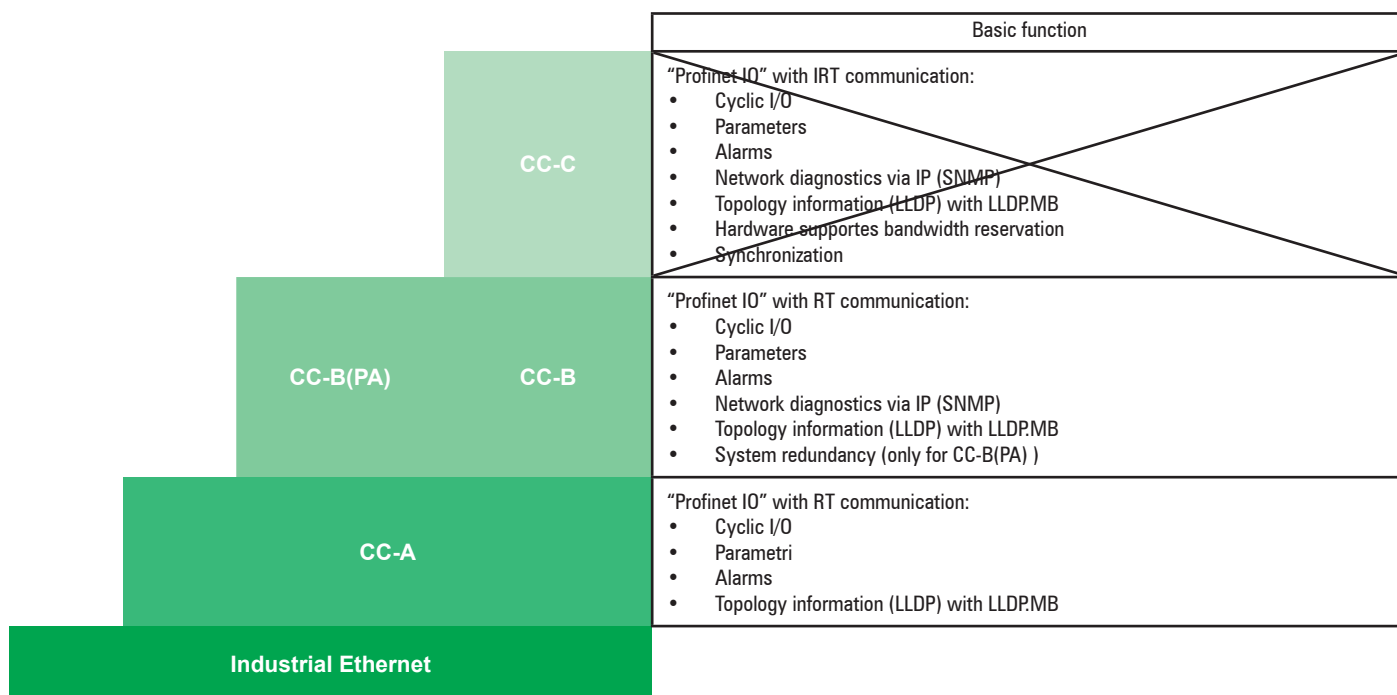 Basic function
“Profinet IO” with IRT communication:
• Cyclic I/O
• Parameters
• Alarms
• Network diagnostics via IP (SNMP)
• Topology information (LLDP) with LLDP.MB
• Hardware supportes bandwidth reservation
• Synchronization
CC-C
“Profinet IO” with RT communication:
• Cyclic I/O
• Parameters
• Alarms
• Network diagnostics via IP (SNMP)
• Topology information (LLDP) with LLDP.MB
• System redundancy (only for CC-B(PA) )
CC-B(PA)
CC-B
“Profinet IO” with RT communication:
• Cyclic I/O
• Parametri
• Alarms
• Topology information (LLDP) with LLDP.MB
CC-A
Industrial Ethernet